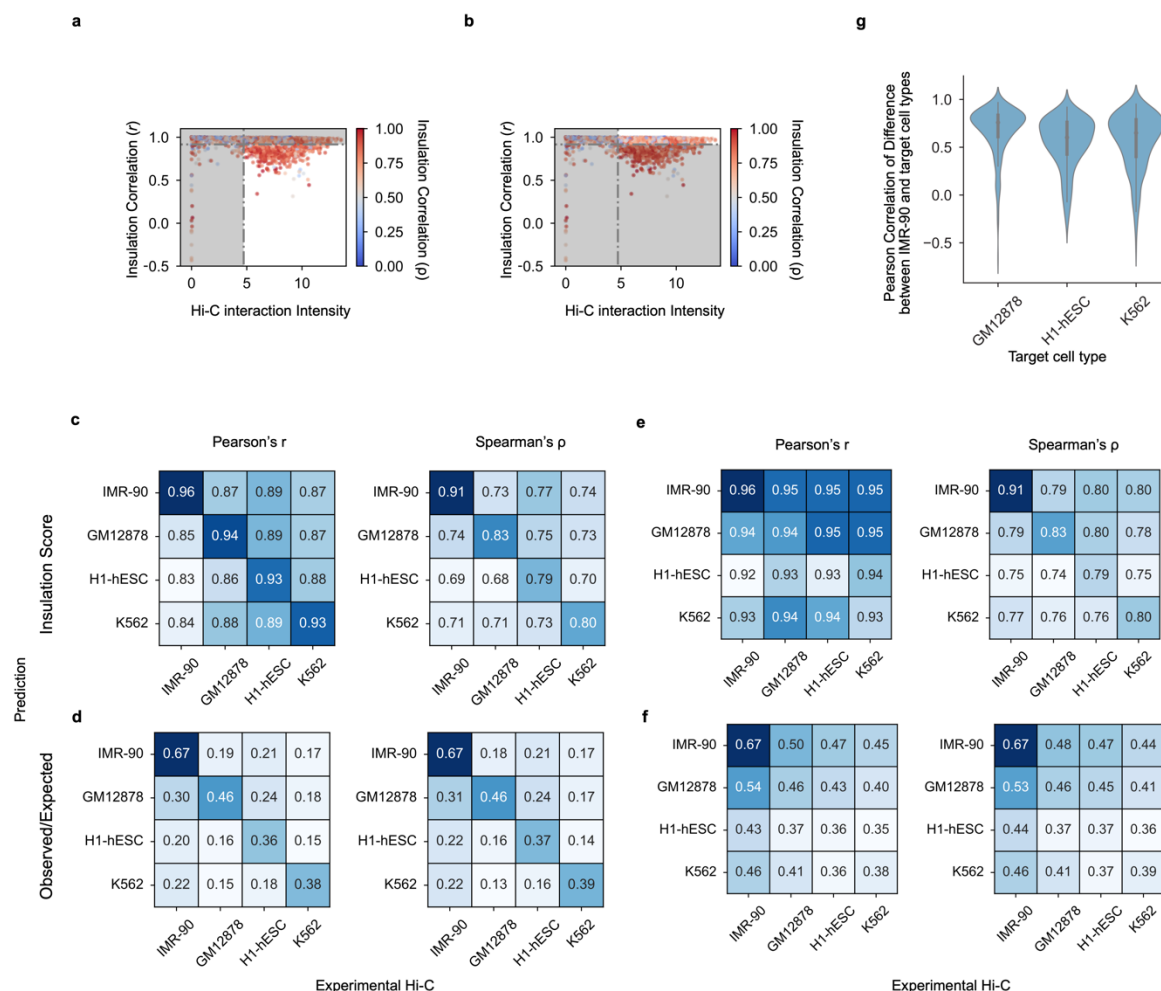 a
1.0
0.5
0.0
-0.5
Insulation Correlation (r)
0
5
10
Hi-C interaction Intensity
1.00
0.75
0.50
0.25
0.00
Insulation Correlation (ρ)
b
1.0
0.5
0.0
-0.5
Insulation Correlation (r)
0
5
10
Hi-C interaction Intensity
1.00
0.75
0.50
0.25
0.00
Insulation Correlation (ρ)
g
1.0
0.5
0.0
−0.5
Pearson Correlation of Difference
between IMR-90 and target cell types
GM12878
H1-hESC
K562
Target cell type
c
Prediction
Insulation Score
Pearson's r
IMR-90 0.96 0.87 0.89 0.87
GM12878 0.85 0.94 0.89 0.87
H1-hESC 0.83 0.86 0.93 0.88
K562 0.84 0.88 0.89 0.93
IMR-90 GM12878 H1-hESC K562
Spearman's ρ
IMR-90 0.91 0.73 0.77 0.74
GM12878 0.74 0.83 0.75 0.73
H1-hESC 0.69 0.68 0.79 0.70
K562 0.71 0.71 0.73 0.80
IMR-90 GM12878 H1-hESC K562
e
Pearson's r
IMR-90 0.96 0.95 0.95 0.95
GM12878 0.94 0.94 0.95 0.95
H1-hESC 0.92 0.93 0.93 0.94
K562 0.93 0.94 0.94 0.93
IMR-90 GM12878 H1-hESC K562
Spearman's ρ
IMR-90 0.91 0.79 0.80 0.80
GM12878 0.79 0.83 0.80 0.78
H1-hESC 0.75 0.74 0.79 0.75
K562 0.77 0.76 0.76 0.80
IMR-90 GM12878 H1-hESC K562
d
Observed/Expected
IMR-90 0.67 0.19 0.21 0.17
GM12878 0.30 0.46 0.24 0.18
H1-hESC 0.20 0.16 0.36 0.15
K562 0.22 0.15 0.18 0.38
IMR-90 GM12878 H1-hESC K562
IMR-90 0.67 0.18 0.21 0.17
GM12878 0.31 0.46 0.24 0.17
H1-hESC 0.22 0.16 0.37 0.14
K562 0.22 0.13 0.16 0.39
IMR-90 GM12878 H1-hESC K562
Experimental Hi-C
f
IMR-90 0.67 0.50 0.47 0.45
GM12878 0.54 0.46 0.43 0.40
H1-hESC 0.43 0.37 0.36 0.35
K562 0.46 0.41 0.36 0.38
IMR-90 GM12878 H1-hESC K562
IMR-90 0.67 0.48 0.47 0.44
GM12878 0.53 0.46 0.45 0.41
H1-hESC 0.44 0.37 0.37 0.36
K562 0.46 0.41 0.37 0.39
IMR-90 GM12878 H1-hESC K562
Experimental Hi-C